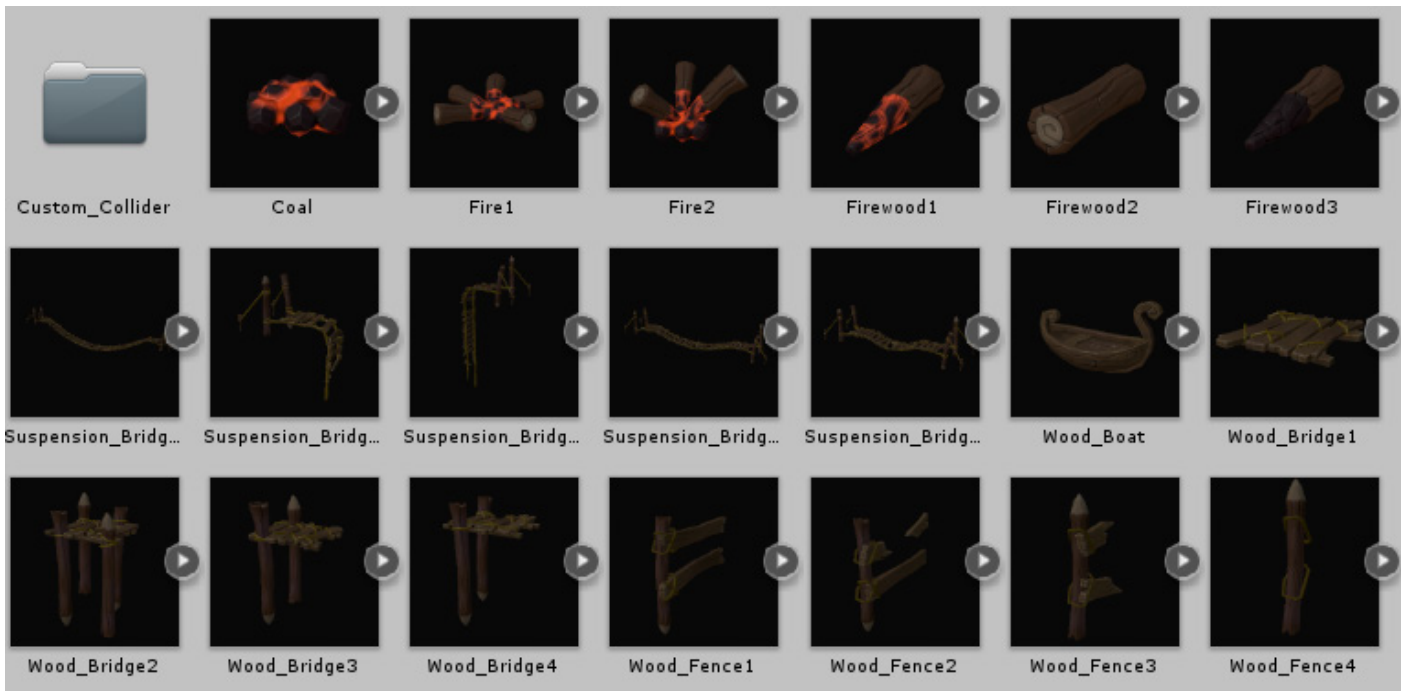 Custom_Collider
Coal
Fire1
Fire2
Firewood1
Firewood2
Firewood3
Suspension_Bridg...
Suspension_Bridg...
Suspension_Bridg...
Suspension_Bridg...
Suspension_Bridg...
Wood_Boat
Wood_Bridge1
Wood_Bridge2
Wood_Bridge3
Wood_Bridge4
Wood_Fence1
Wood_Fence2
Wood_Fence3
Wood_Fence4